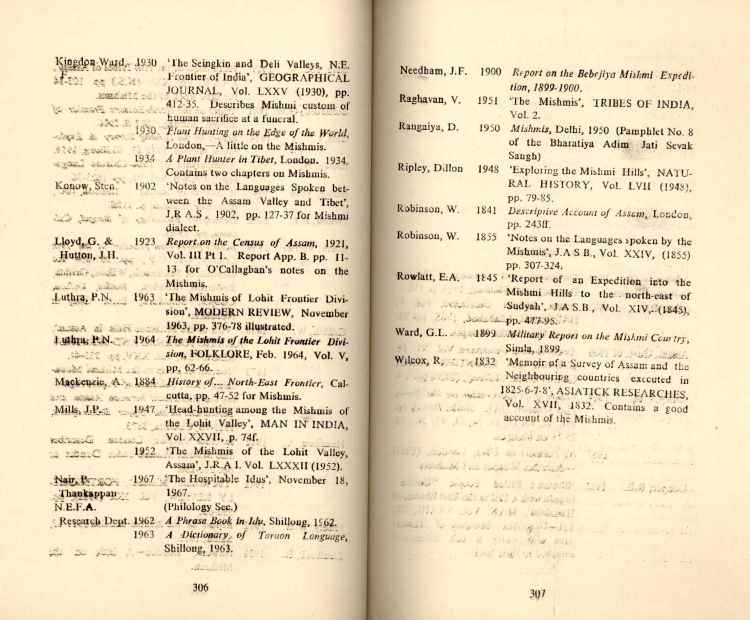 Kingdon Ward, 1930 'The Seingkin and Deli Valleys, N.E.
F. Frontier of India', GEOGRAPHICAL
JOURNAL, Vol. LXXV (1930), pp.
412-35. Describes Mishmi custom of
human sacrifice at a funeral.
1930 Plant Hunting on the Edge of the World,
London,—A little on the Mishmis.
1934 A Plant Hunter in Tibet, London. 1934,
Contains two chapters on Mishmis.
Konow, Sten 1902 'Notes on the Languages Spoken bet-
ween the Assam Valley and Tibet',
J.R.A.S, 1902, pp. 127-37 for Mishmi
dialect.
Lloyd, G. & 1923 Report on the Census of Assam, 1921,
Hutton, J.H. Vol. III Pt 1. Report App. B. pp. 11-
13 for O'Callagban's notes on the
Mishmis.
Luthra, P.N. 1963 'The Mishmis of Lohit Frontier Divi-
sion', MODERN REVIEW, November
1963, pp. 376-78 illustrated.
Luthra, P.N. 1964 The Mishmis of the Lohit Frontier Divi-
sion, FOLKLORE, Feb. 1964, Vol. V,
pp, 62-66.
Mackenzie, A. 1884 History of... North-East Frontier, Cal-
cutta, pp. 47-52 for Mishmis.
Mills, J.P. 1947 'Head-hunting among the Mishmis of
the Lohit Valley', MAN IN INDIA,
Vol. XXVII, p. 74f.
1952 'The Mishmis of the Lohit Valley,
Assam', J.R.A I. Vol. LXXXII (1952).
Nair, P. 1967 'The Hospitable Idus', November 18,
Thankappan 1967.
N.E.F.A. (Philology Sec.)
Research Dept. 1962 A Phrase Book in Idu, Shillong, 1962.
1963 A Dictionary of Taraon Language,
Shillong, 1963.
306
Needham, J.F. 1900 Report on the Bebejiya Mishmi Expedi-
tion, 1899-1900.
Raghavan, V. 1951 'The Mishmis', TRIBES OF INDIA,
Vol. 2.
Rangaiya, D. 1950 Mishmis, Delhi, 1950 (Pamphlet No. 8
of the Bharatiya Adim Jati Sevak
Sangh)
Ripley, Dillon 1948 'Exploring the Mishmi Hills', NATU-
RAL HISTORY, Vol. LVII (1948),
pp. 79-85.
Robinson, W. 1841 Descriptive Account of Assam, London,
pp. 243ff.
Robinson, W. 1855 'Notes on the Languages spoken by the
Mishmis', J.A S B., Vol. XXIV, (1855)
pp. 307-324.
Rowlatt, E.A. 1845 'Report of an Expedition into the
Mishmi Hills to the north-east of
Sudyah', J.A S.B, Vol. XIV, (1845),
pp. 477-95.
Ward, G.L. 1899 Military Report on the Mishmi Country,
Simla, 1899,
Wilcox, R, 1832 'Memoir of a Survey of Assam and the
Neighbouring countries executed in
1825-6-7-8', ASIATICK RESEARCHES,
Vol. XVII, 1832. Contains a good
account of the Mishmis.
307